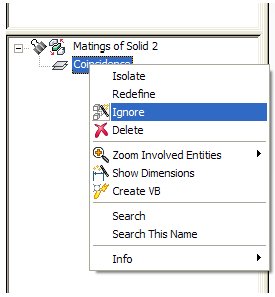 Matings of Solid 2
Coincidence
Isolate
Redefine
Ignore
Delete
Zoom Involved Entities
Show Dimensions
Create VB
Search
Search This Name
Info